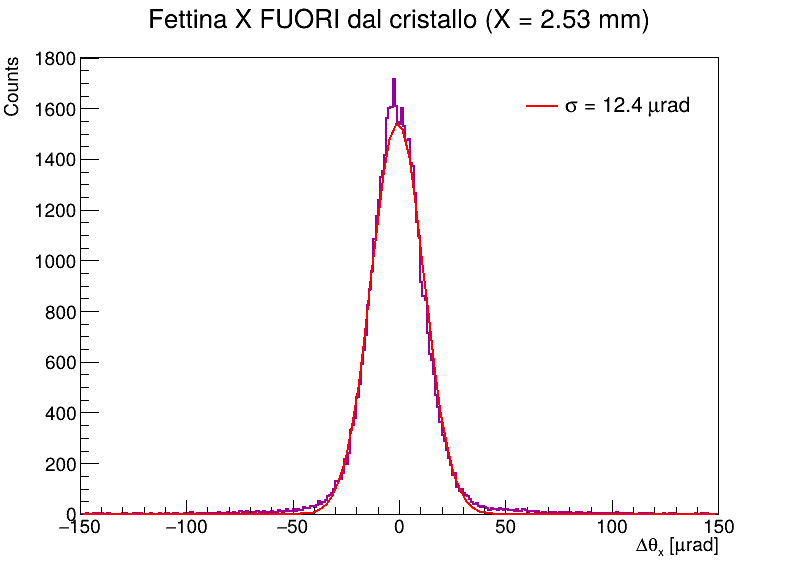 Fettina X FUORI dal cristallo (X = 2.53 mm)
Counts
σ = 12.4 μrad
1800
1600
1400
1200
1000
800
600
400
200
0
−150 −100 −50 0 50 100 150
Δθx [μrad]